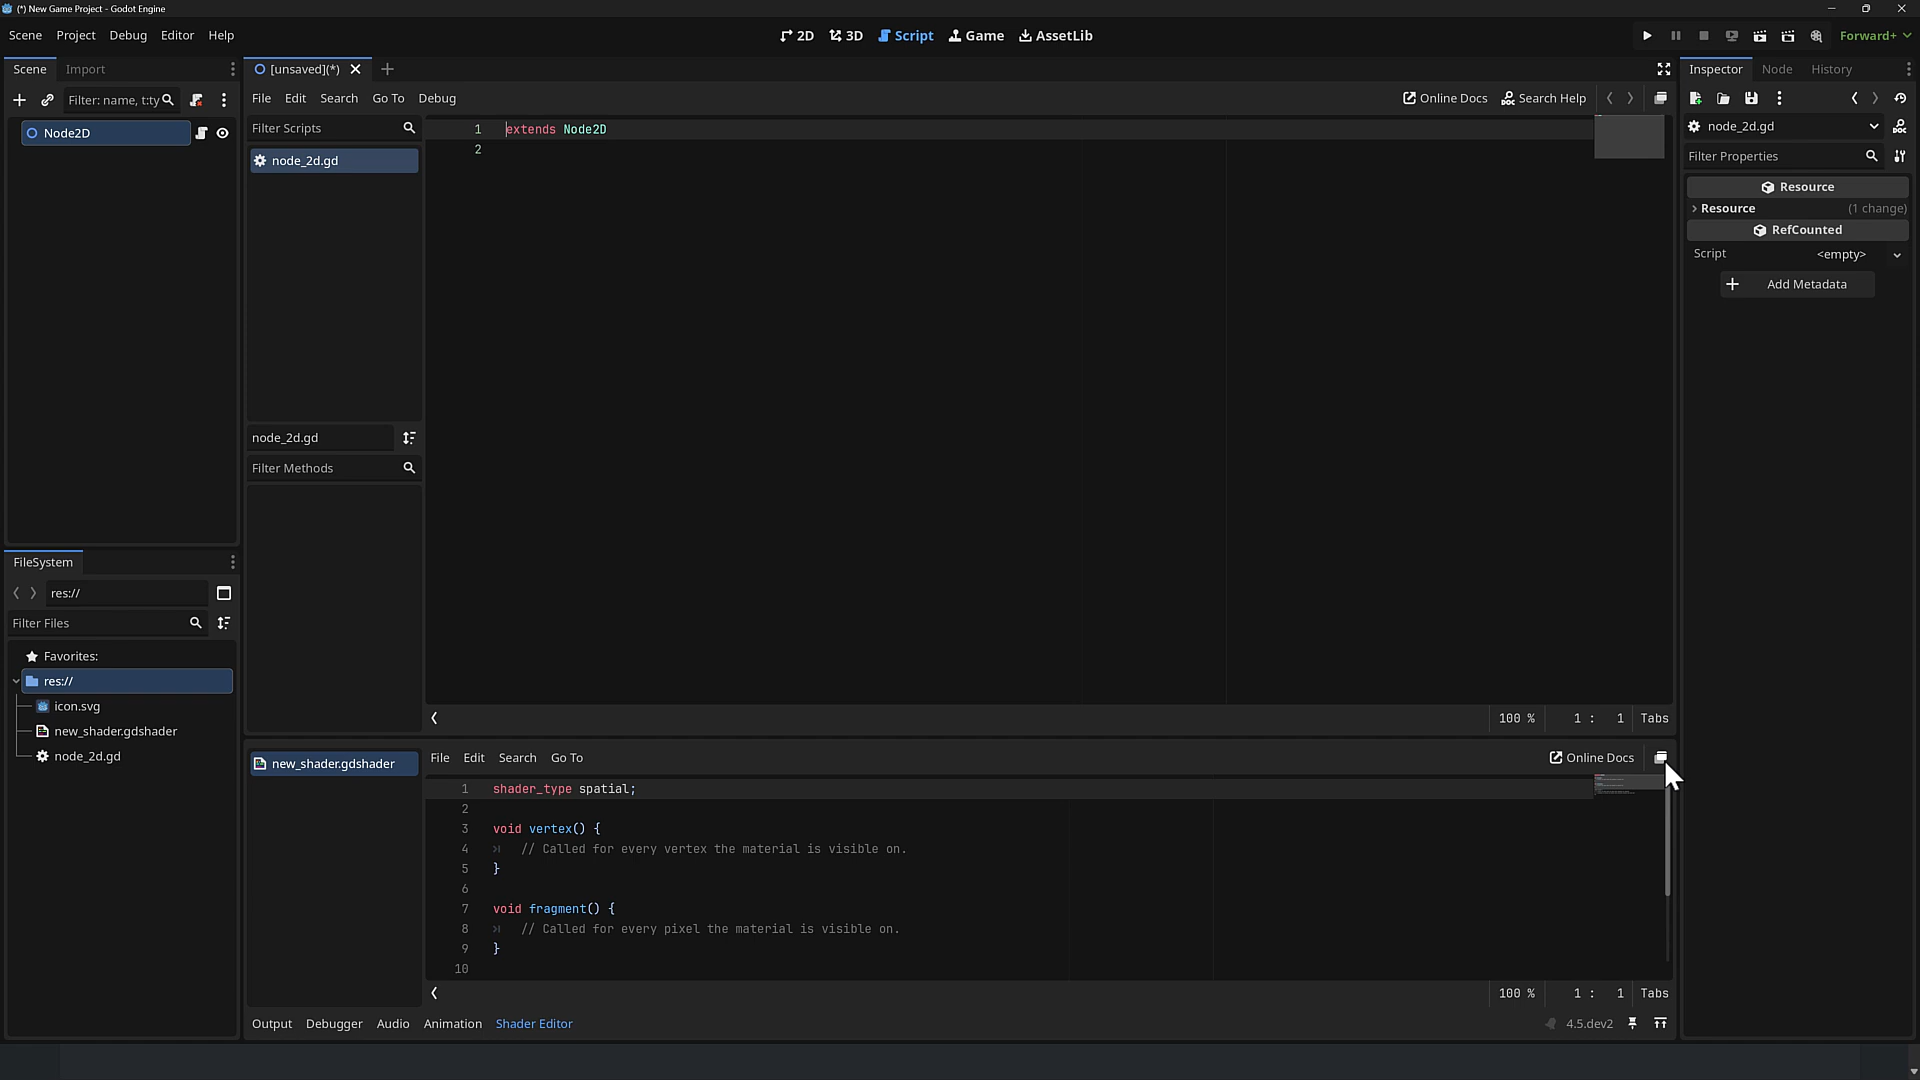 (*) New Game Project - Godot Engine
Scene Project Debug Editor Help
2D 3D Script Game AssetLib
Forward+
Scene Import
Filter: name, t:ty
Node2D
FileSystem
res://
Filter Files
Favorites:
res://
icon.svg
new_shader.gdshader
node_2d.gd
[unsaved](*)
File Edit Search Go To Debug
Online Docs Search Help
Filter Scripts
node_2d.gd
node_2d.gd
Filter Methods
1 extends Node2D
2
100 % 1 : 1 Tabs
new_shader.gdshader
File Edit Search Go To
Online Docs
1 shader_type spatial;
2
3 void vertex() {
4 // Called for every vertex the material is visible on.
5 }
6
7 void fragment() {
8 // Called for every pixel the material is visible on.
9 }
10
100 % 1 : 1 Tabs
Output Debugger Audio Animation Shader Editor
4.5.dev2
Inspector Node History
node_2d.gd
Filter Properties
Resource
Resource (1 change)
RefCounted
Script <empty>
Add Metadata